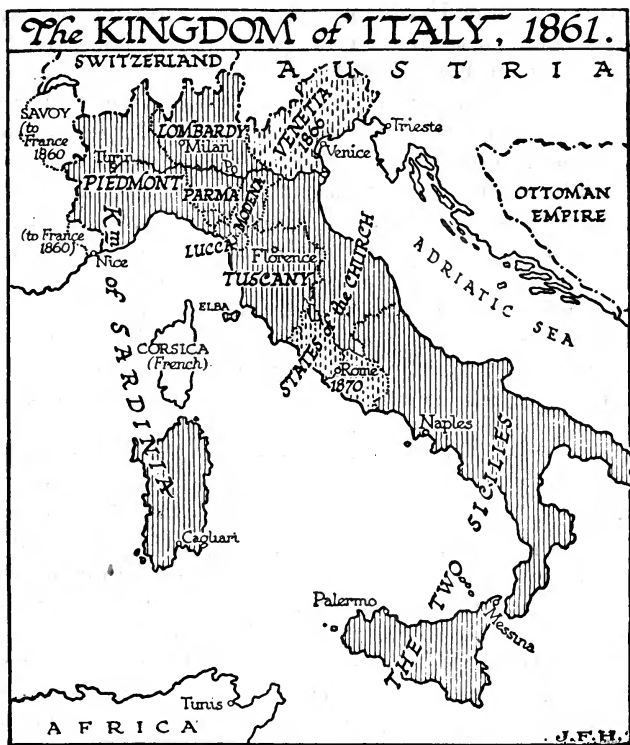 The KINGDOM of ITALY, 1861.
SWITZERLAND
AUSTRIA
SAVOY
(to
France
1860
LOMBARDY
Milan
VENETIA
1866
Trieste
Venice
Turin
Po
PIEDMONT
PARMA
MODENA
OTTOMAN
EMPIRE
(to France
1860)
Nice
LUCCA
Florence
TUSCANY
ADRIATIC SEA
ELBA
STATES of the CHURCH
CORSICA
(French)
Rome
1870
Km of SARDINIA
Naples
Cagliari
THE TWO SICILIES
Palermo
Messina
Tunis
AFRICA
J.F.H.